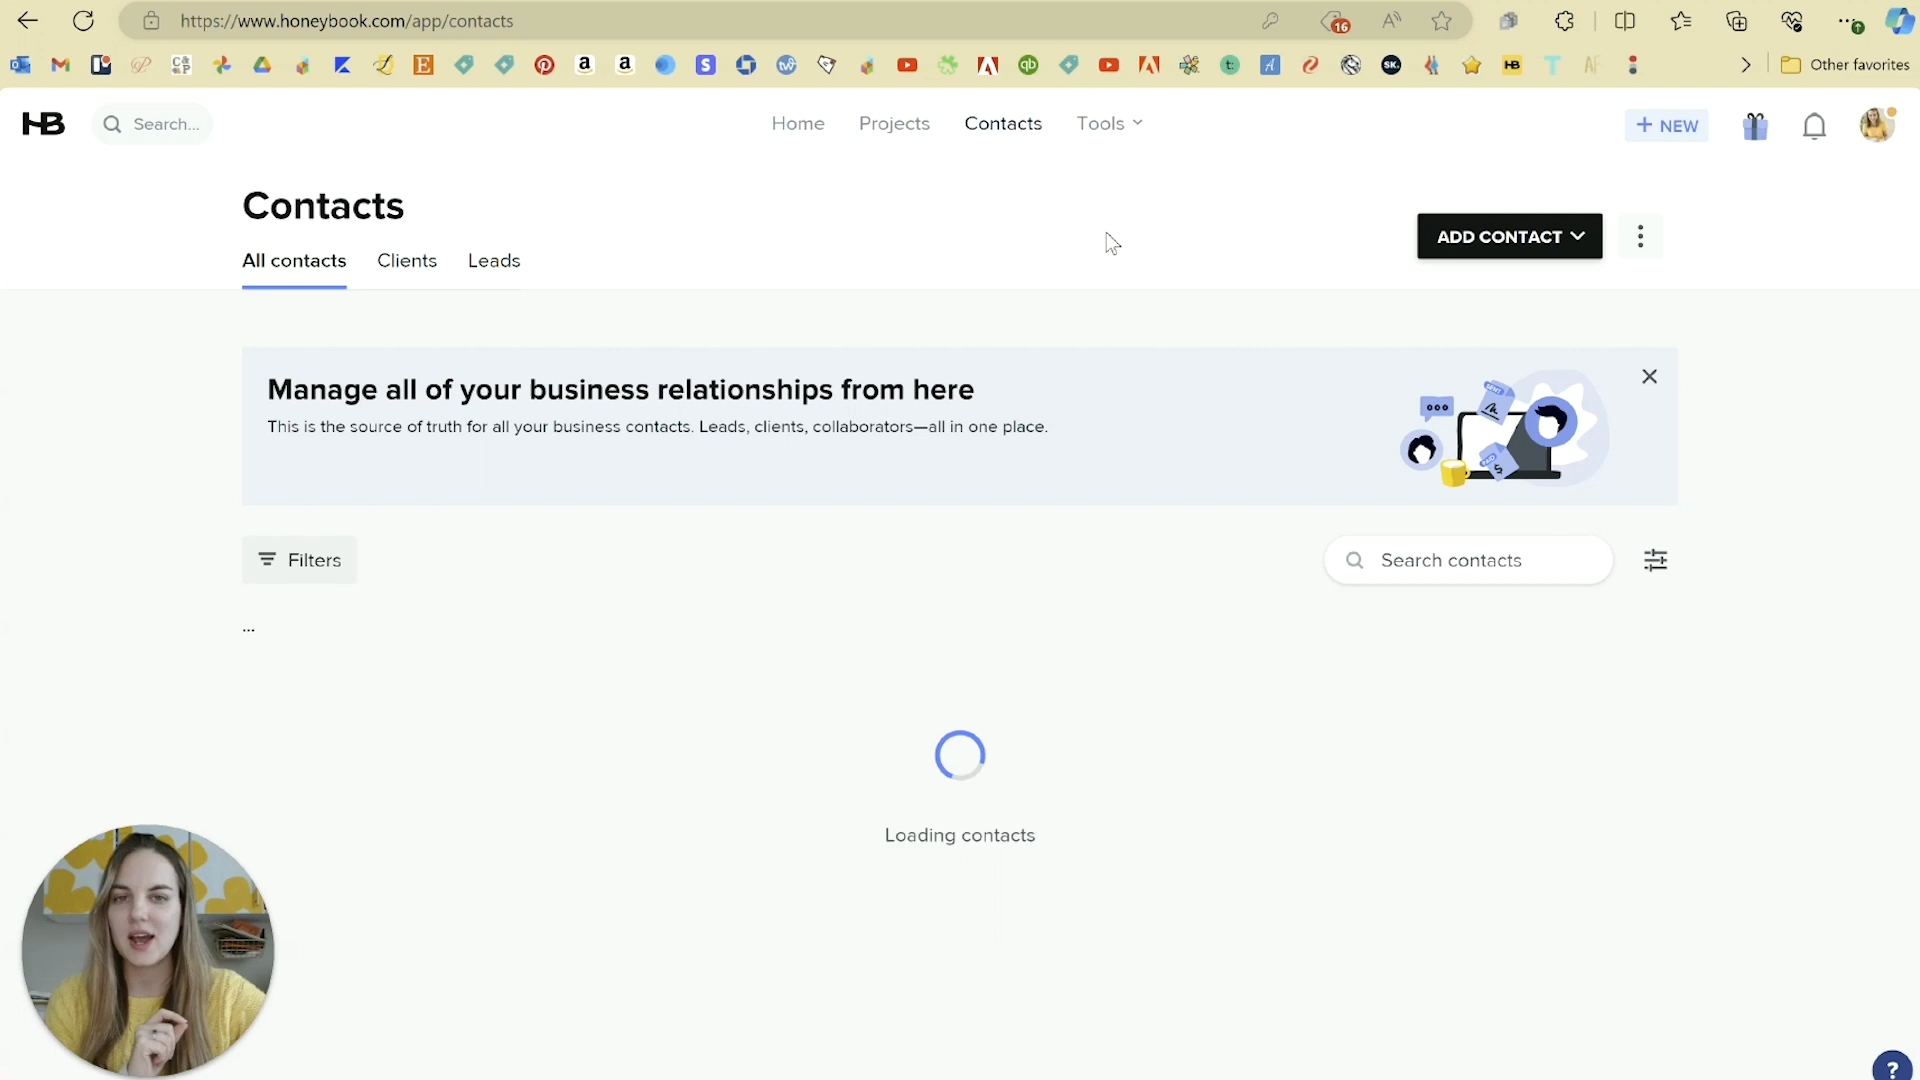 https://www.honeybook.com/app/contacts
16
Other favorites
HB
Search...
Home
Projects
Contacts
Tools
+ NEW
Contacts
ADD CONTACT
All contacts
Clients
Leads
Manage all of your business relationships from here
This is the source of truth for all your business contacts. Leads, clients, collaborators—all in one place.
Filters
Search contacts
...
Loading contacts
?